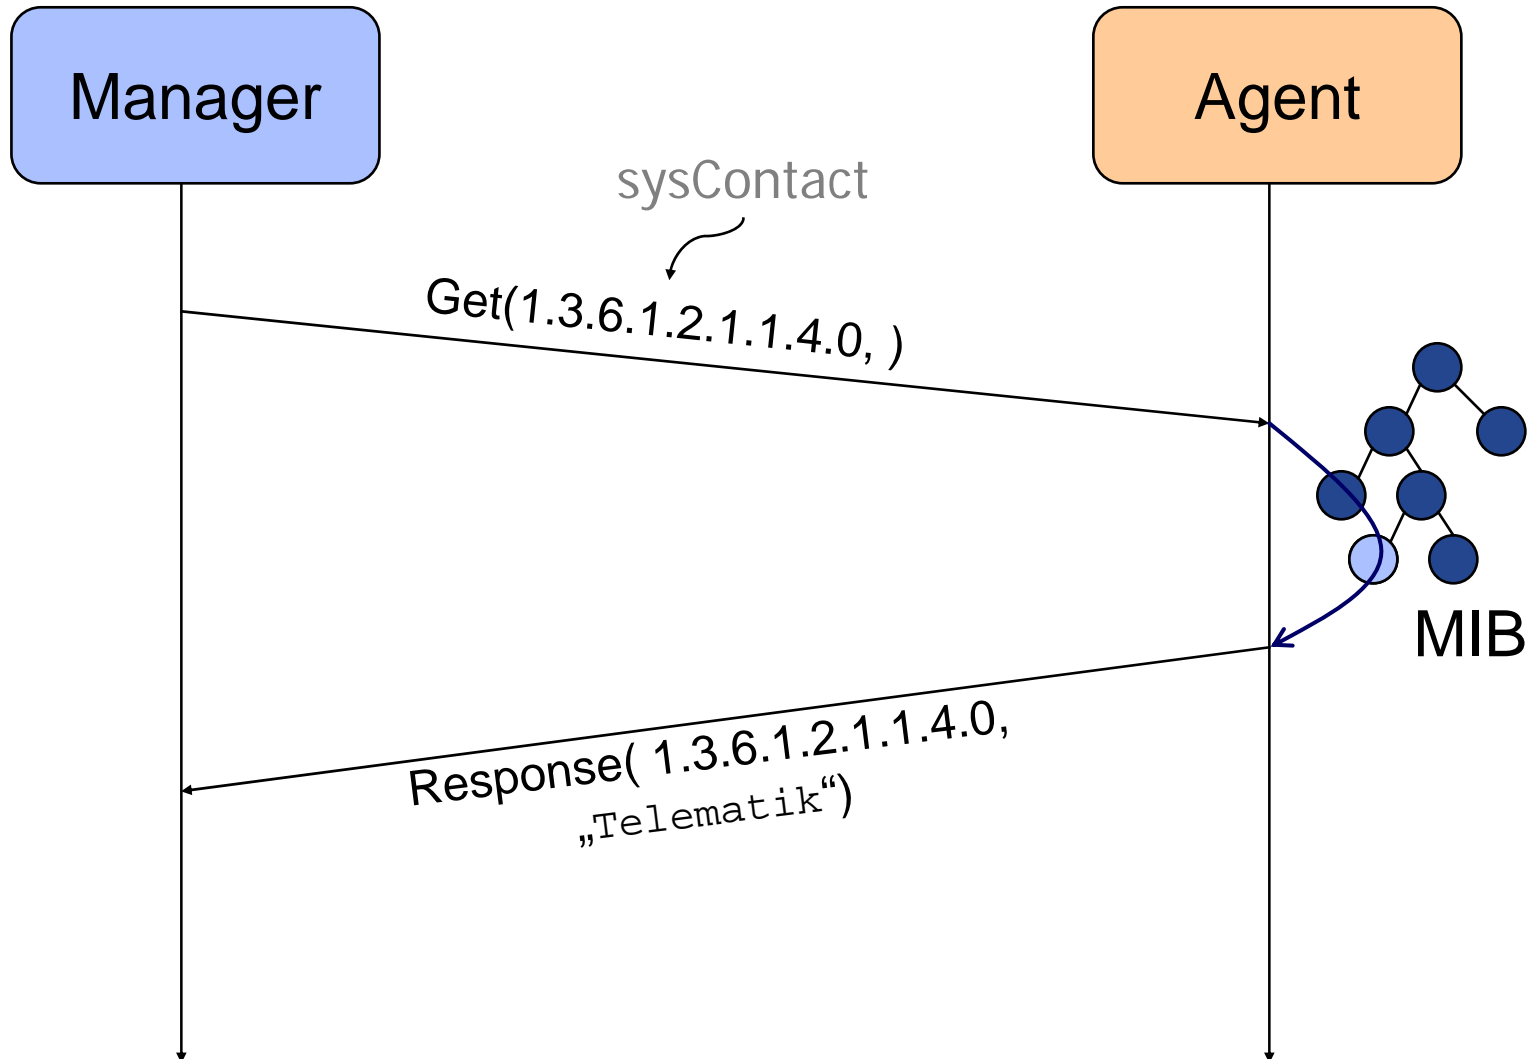 Manager
Agent
sysContact
Get(1.3.6.1.2.1.1.4.0, )
MIB
Response( 1.3.6.1.2.1.1.4.0,
„Telematik“)